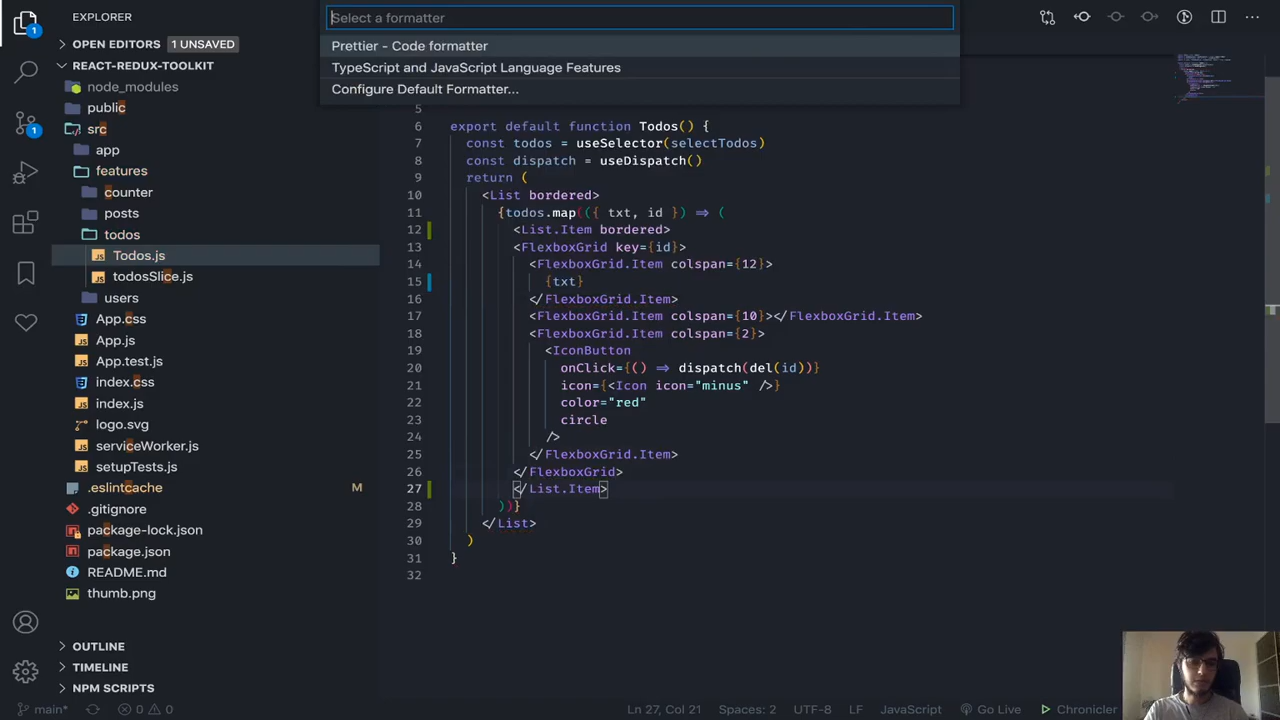 EXPLORER
Select a formatter
Prettier - Code formatter
TypeScript and JavaScript Language Features
Configure Default Formatter...
1
OPEN EDITORS 1 UNSAVED
REACT-REDUX-TOOLKIT
node_modules
public
src
app
features
counter
posts
todos
Todos.js
todosSlice.js
users
App.css
App.js
App.test.js
index.css
index.js
logo.svg
serviceWorker.js
setupTests.js
.eslintcache M
.gitignore
package-lock.json
package.json
README.md
thumb.png
OUTLINE
TIMELINE
NPM SCRIPTS
1
5
6 export default function Todos() {
7 const todos = useSelector(selectTodos)
8 const dispatch = useDispatch()
9 return (
10 <List bordered>
11 {todos.map(({ txt, id }) => (
12 <List.Item bordered>
13 <FlexboxGrid key={id}>
14 <FlexboxGrid.Item colspan={12}>
15 {txt}
16 </FlexboxGrid.Item>
17 <FlexboxGrid.Item colspan={10}></FlexboxGrid.Item>
18 <FlexboxGrid.Item colspan={2}>
19 <IconButton
20 onClick={() => dispatch(del(id))}
21 icon={<Icon icon="minus" />}
22 color="red"
23 circle
24 />
25 </FlexboxGrid.Item>
26 </FlexboxGrid>
27 </List.Item>
28 ))}
29 </List>
30 )
31 }
32
main* 0 0 Ln 27, Col 21 Spaces: 2 UTF-8 LF JavaScript Go Live Chronicler